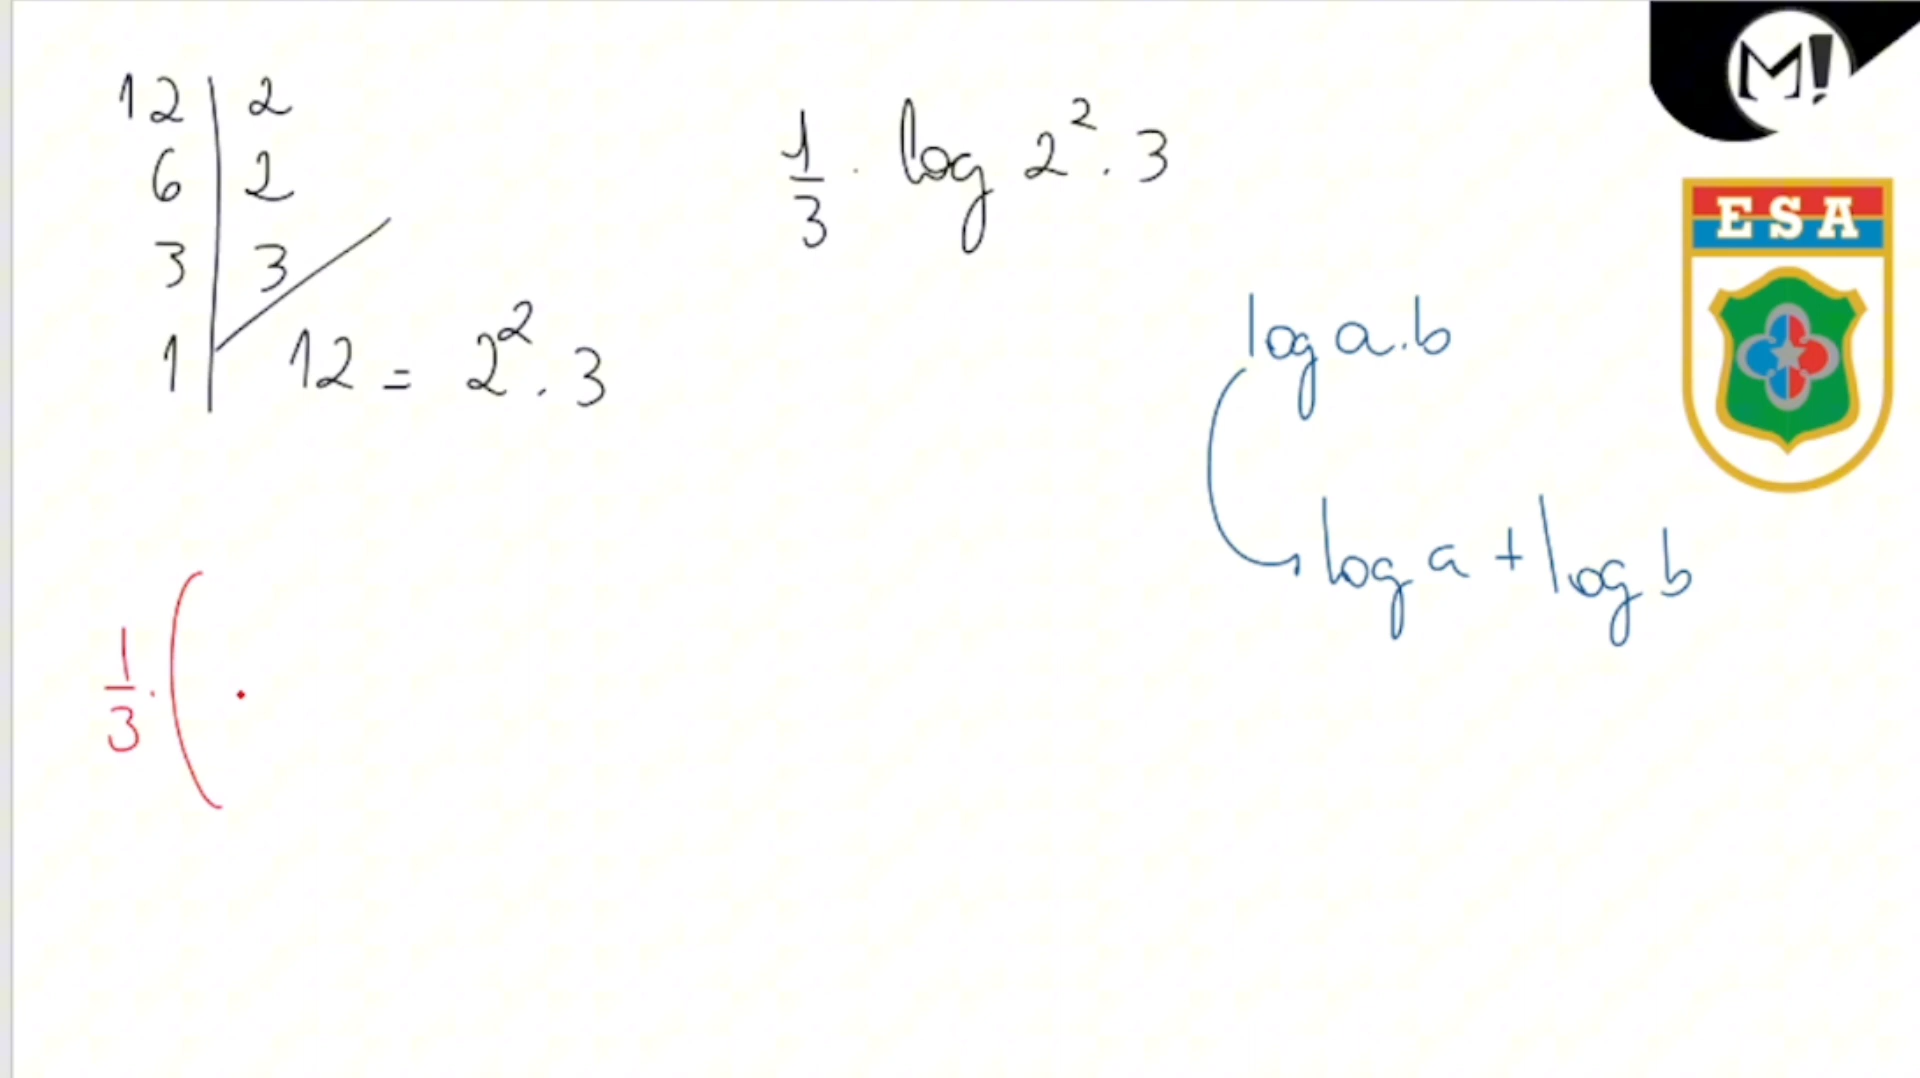 12 | 2
6 | 2
3 | 3
1 | 12 = 2² . 3
1/3 . log 2² . 3
log a.b
log a + log b
1/3 . (
M!
ESA